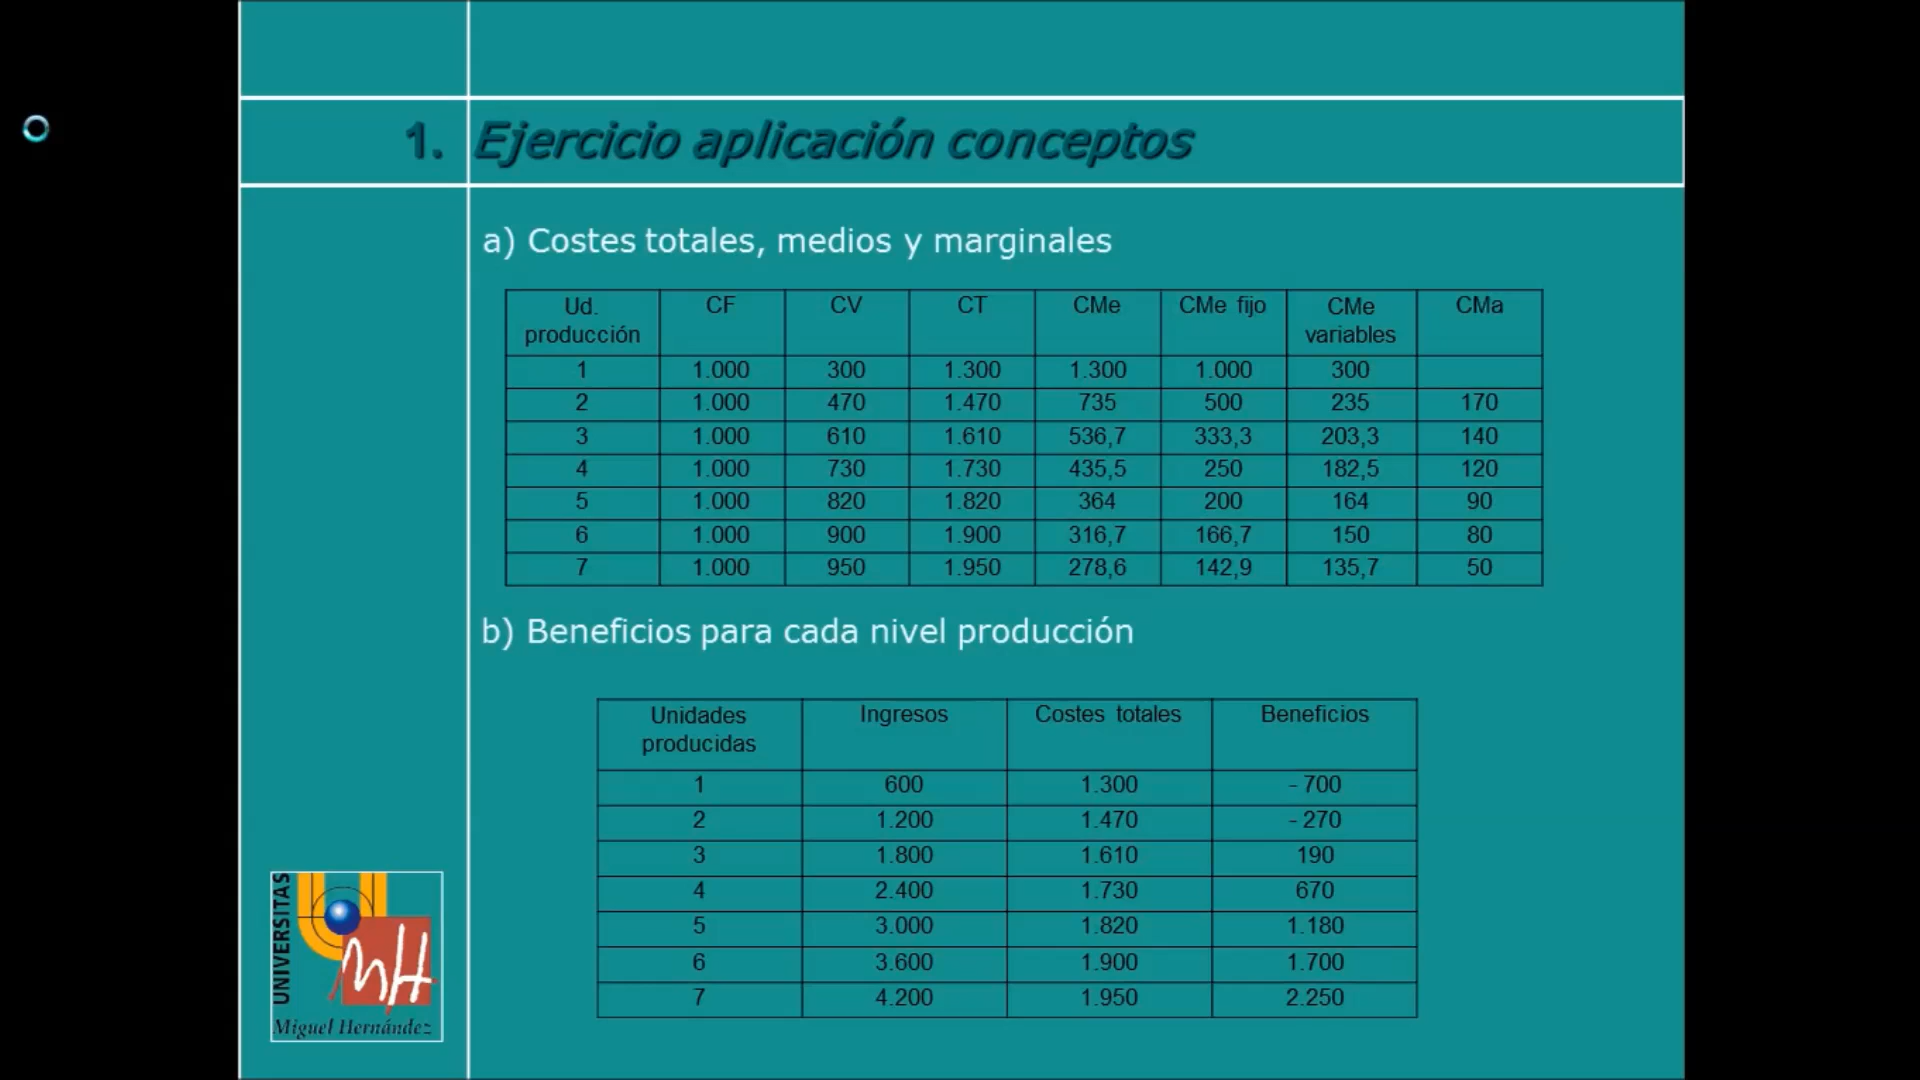 1. Ejercicio aplicación conceptos
a) Costes totales, medios y marginales
Ud. producción CF CV CT CMe CMe fijo CMe variables CMa
1 1.000 300 1.300 1.300 1.000 300
2 1.000 470 1.470 735 500 235 170
3 1.000 610 1.610 536,7 333,3 203,3 140
4 1.000 730 1.730 435,5 250 182,5 120
5 1.000 820 1.820 364 200 164 90
6 1.000 900 1.900 316,7 166,7 150 80
7 1.000 950 1.950 278,6 142,9 135,7 50
b) Beneficios para cada nivel producción
Unidades producidas Ingresos Costes totales Beneficios
1 600 1.300 - 700
2 1.200 1.470 - 270
3 1.800 1.610 190
4 2.400 1.730 670
5 3.000 1.820 1.180
6 3.600 1.900 1.700
7 4.200 1.950 2.250
UNIVERSITAS
MH
Miguel Hernández